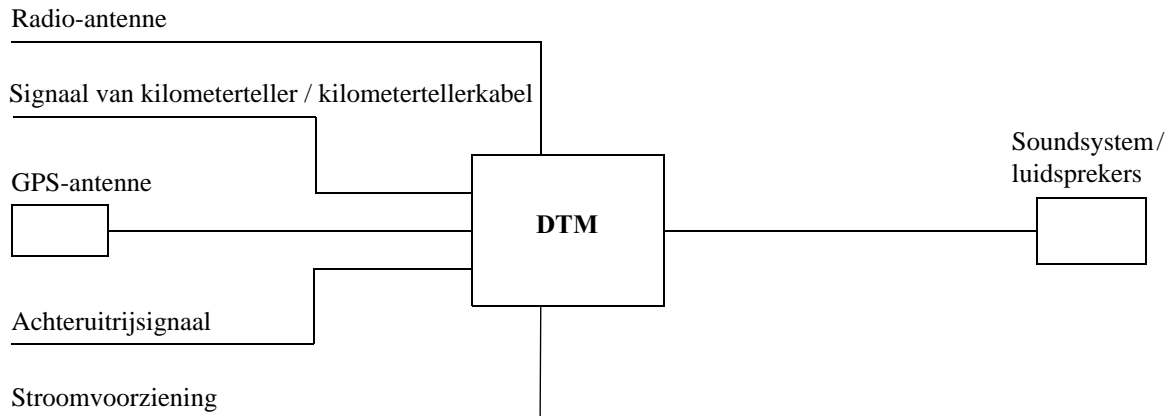 Radio-antenne
Signaal van kilometerteller / kilometertellerkabel
Soundsystem/
luidsprekers
GPS-antenne
DTM
Achteruitrijsignaal
Stroomvoorziening